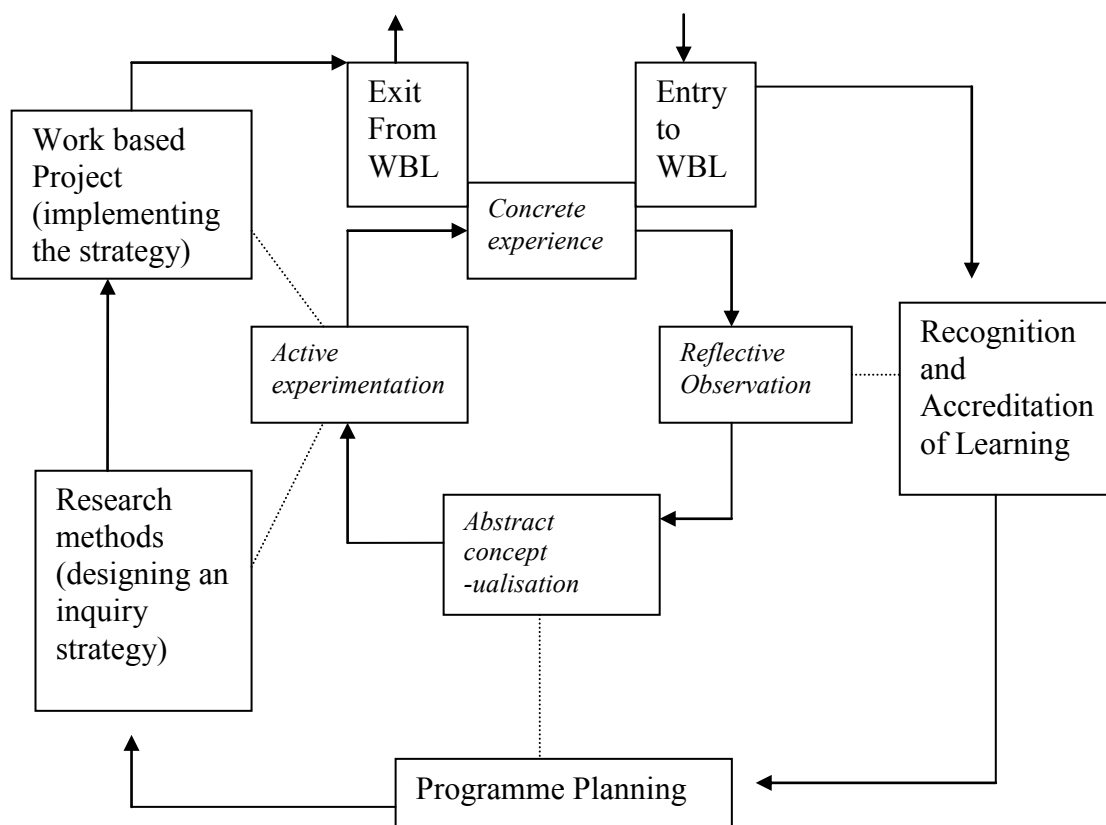 Exit
From
WBL
Entry
to
WBL
Work based
Project
(implementing
the strategy)
Concrete
experience
Active
experimentation
Reflective
Observation
Recognition
and
Accreditation
of Learning
Research
methods
(designing an
inquiry
strategy)
Abstract
concept
-ualisation
Programme Planning